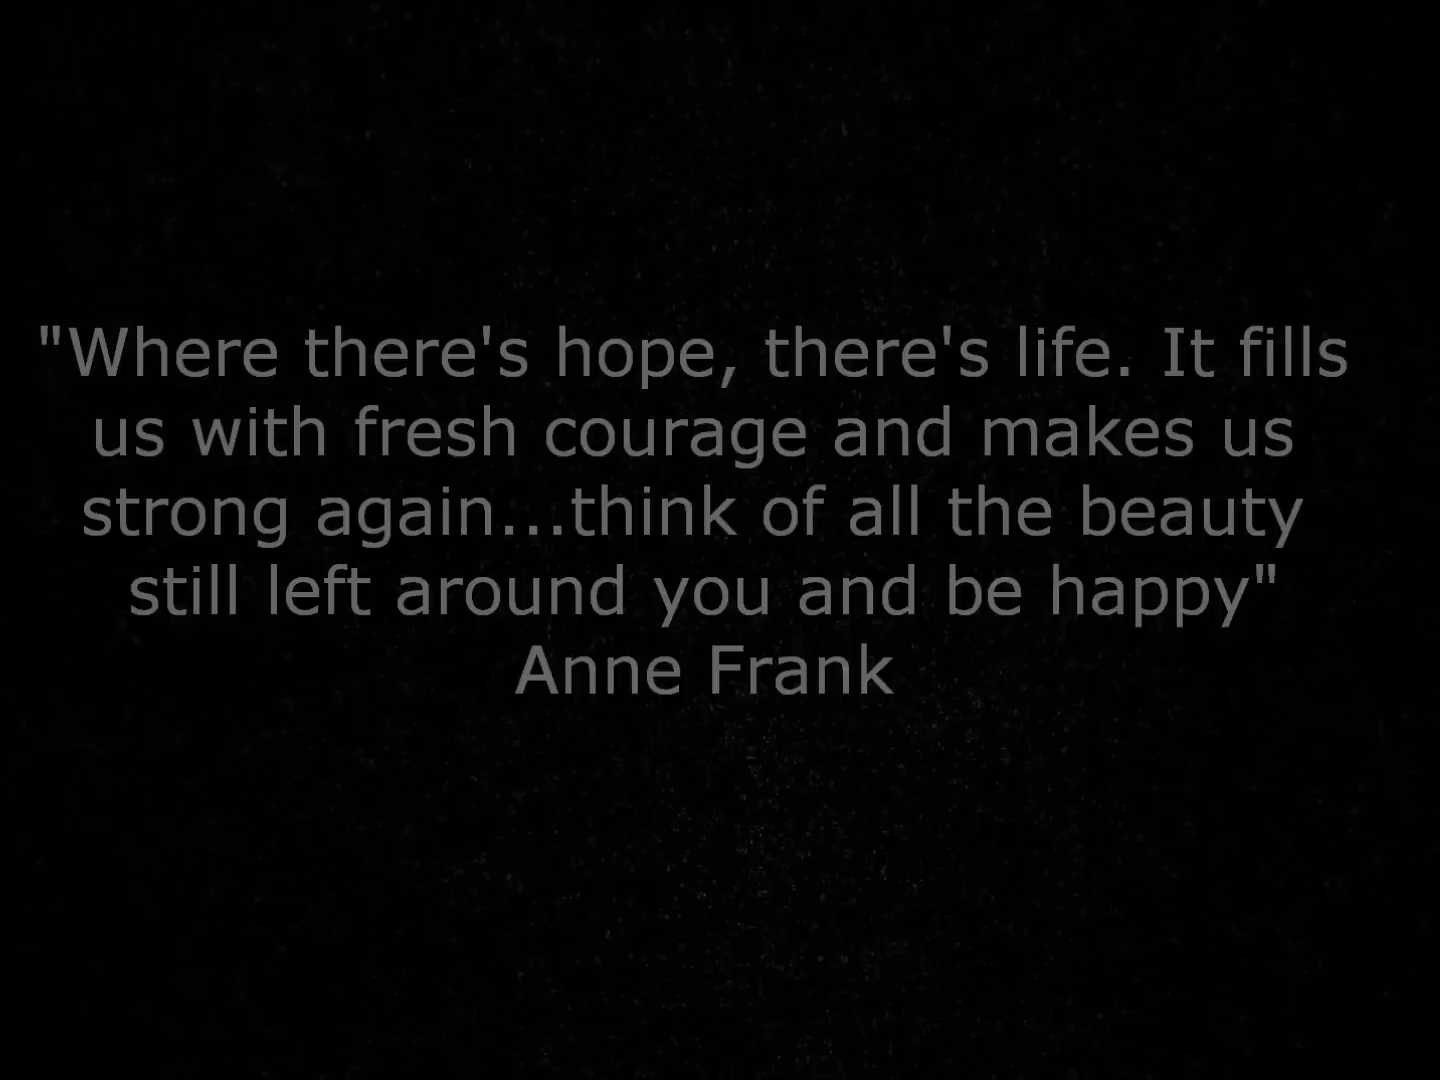 "Where there's hope, there's life. It fills
us with fresh courage and makes us
strong again...think of all the beauty
still left around you and be happy"
Anne Frank